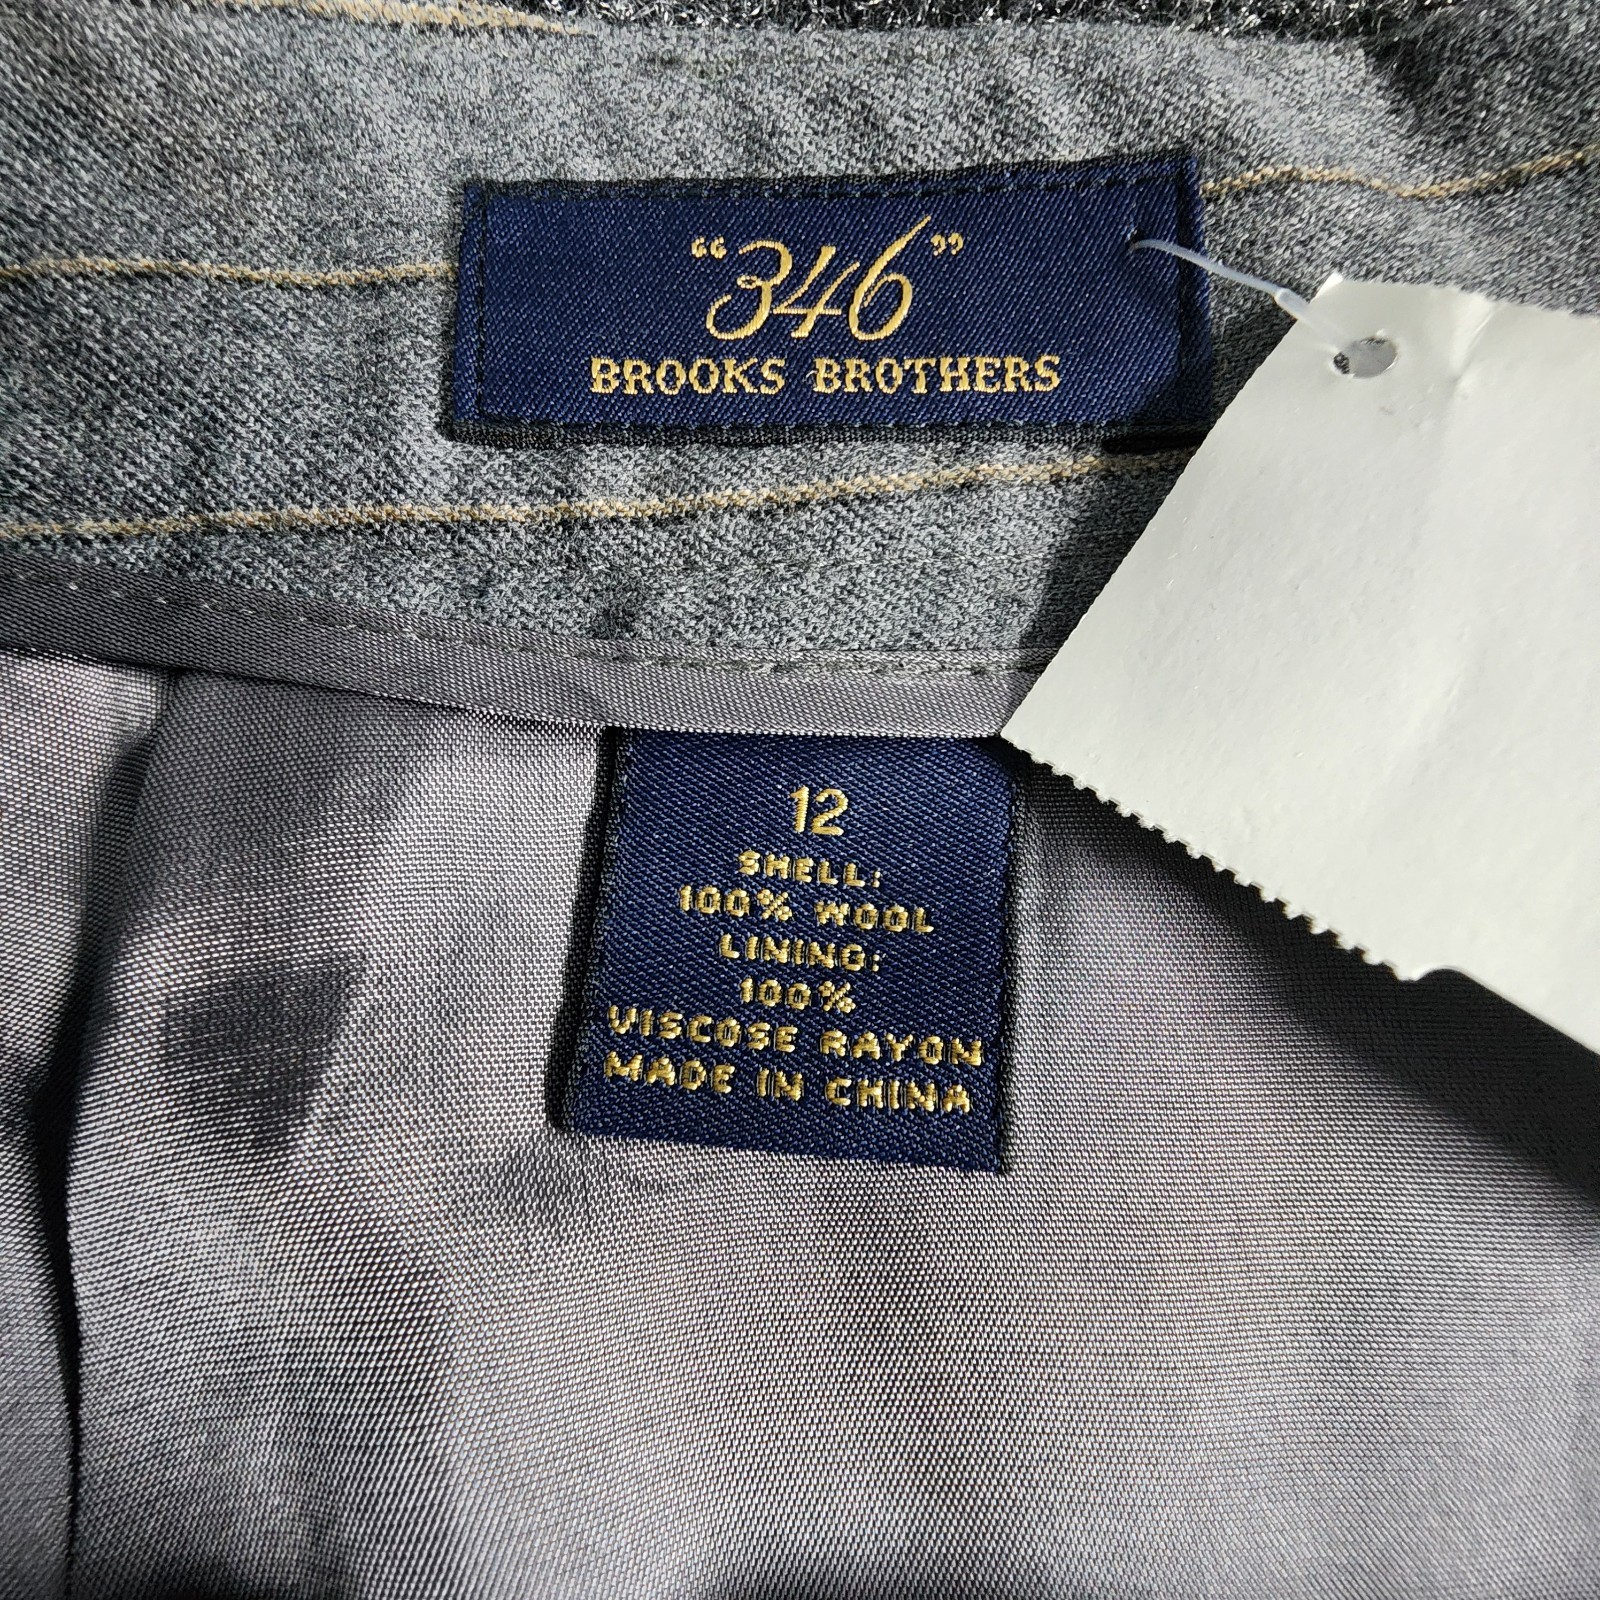 “346”
BROOKS BROTHERS
12
SHELL:
100% WOOL
LINING:
100%
VISCOSE RAYON
MADE IN CHINA